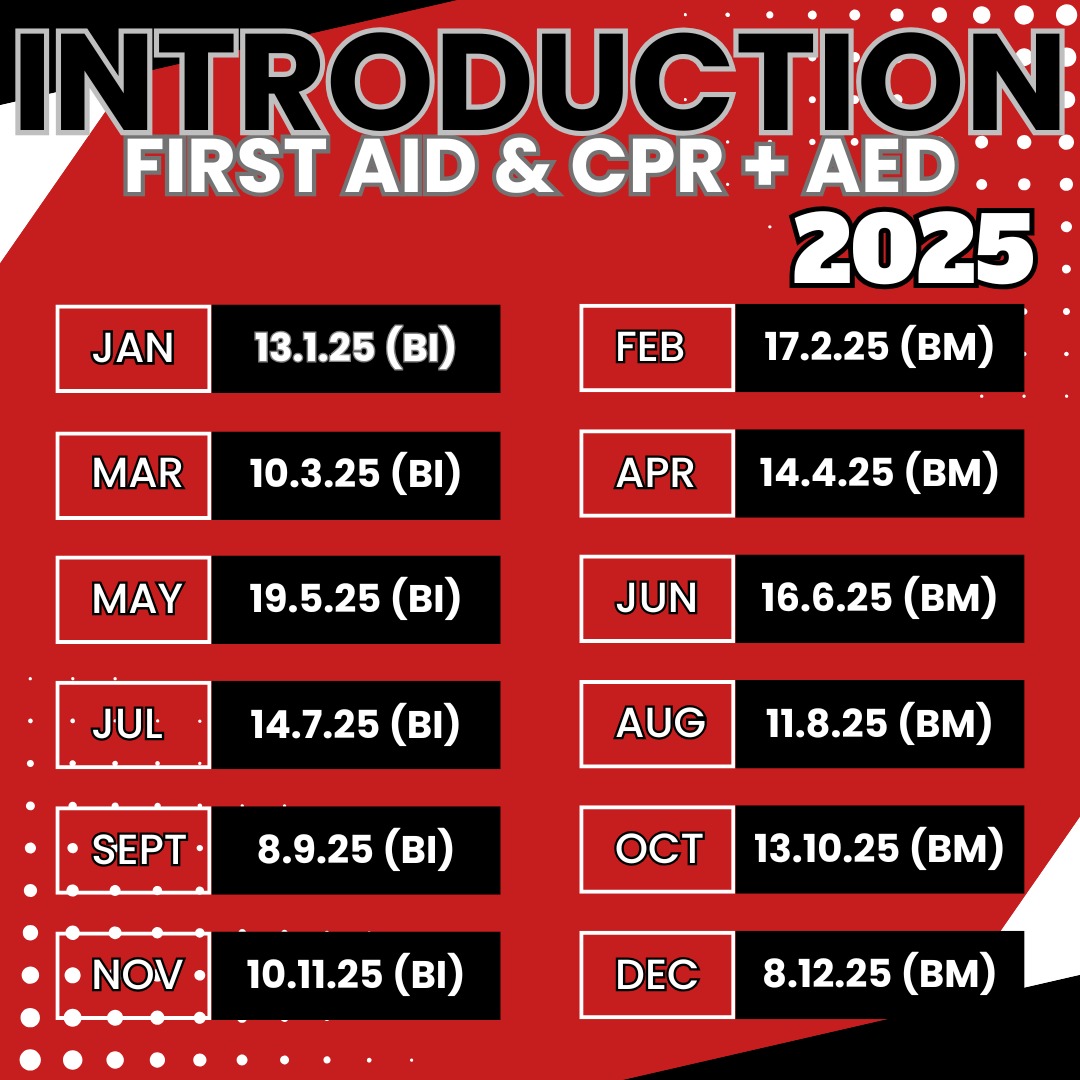 INTRODUCTION
FIRST AID & CPR + AED
2025
JAN 13.1.25 (BI)
FEB 17.2.25 (BM)
MAR 10.3.25 (BI)
APR 14.4.25 (BM)
MAY 19.5.25 (BI)
JUN 16.6.25 (BM)
JUL 14.7.25 (BI)
AUG 11.8.25 (BM)
SEPT 8.9.25 (BI)
OCT 13.10.25 (BM)
NOV 10.11.25 (BI)
DEC 8.12.25 (BM)